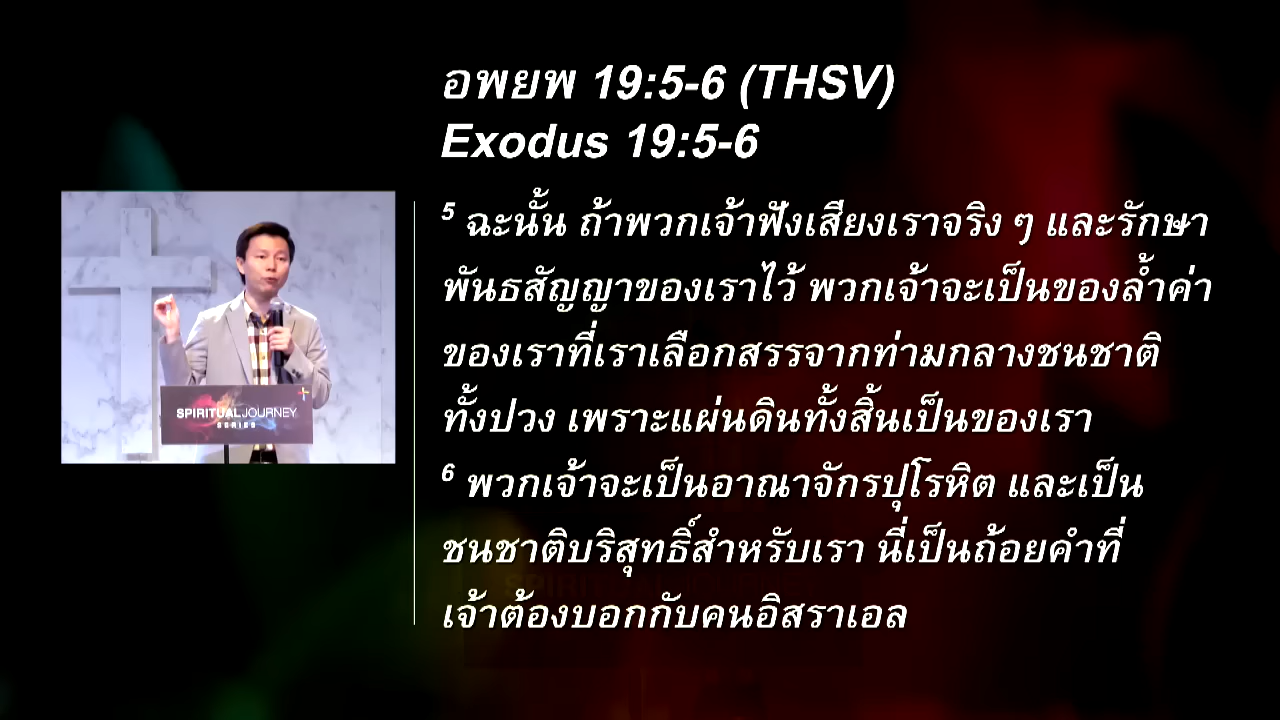 อพยพ 19:5-6 (THSV)
Exodus 19:5-6
5 ฉะนั้น ถ้าพวกเจ้าฟังเสียงเราจริง ๆ และรักษา
พันธสัญญาของเราไว้ พวกเจ้าจะเป็นของล้ำค่า
ของเราที่เราเลือกสรรจากท่ามกลางชนชาติ
ทั้งปวง เพราะแผ่นดินทั้งสิ้นเป็นของเรา
6 พวกเจ้าจะเป็นอาณาจักรปุโรหิต และเป็น
ชนชาติบริสุทธิ์สำหรับเรา นี่เป็นถ้อยคำที่
เจ้าต้องบอกกับคนอิสราเอล
SPIRITUAL JOURNEY
SERIES